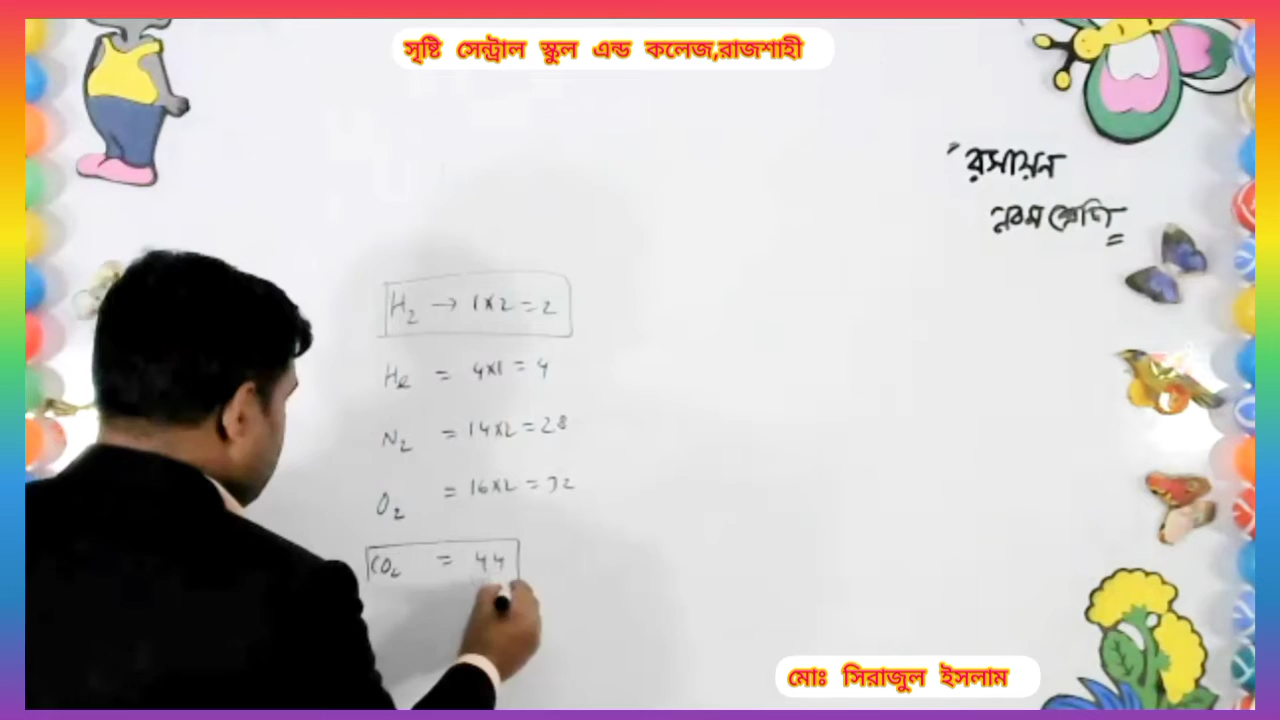 সৃষ্টি সেন্ট্রাল স্কুল এন্ড কলেজ,রাজশাহী
রসায়ন
নবম শ্রেণি
H₂ → 1×2 = 2
He = 4×1 = 4
N₂ = 14×2 = 28
O₂ = 16×2 = 32
CO₂ = 44
মোঃ সিরাজুল ইসলাম